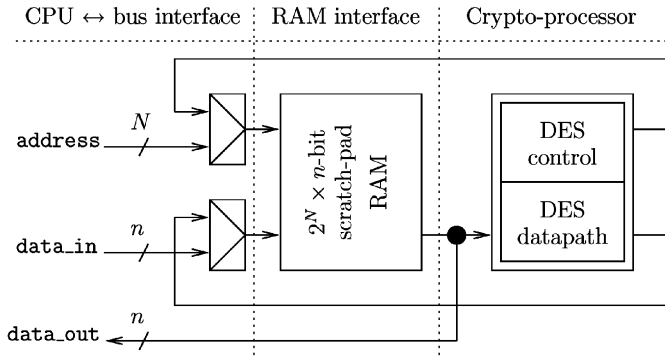 CPU ↔ bus interface
RAM interface
Crypto-processor
N
address
n
data_in
n
data_out
2^N × n-bit
scratch-pad
RAM
DES
control
DES
datapath